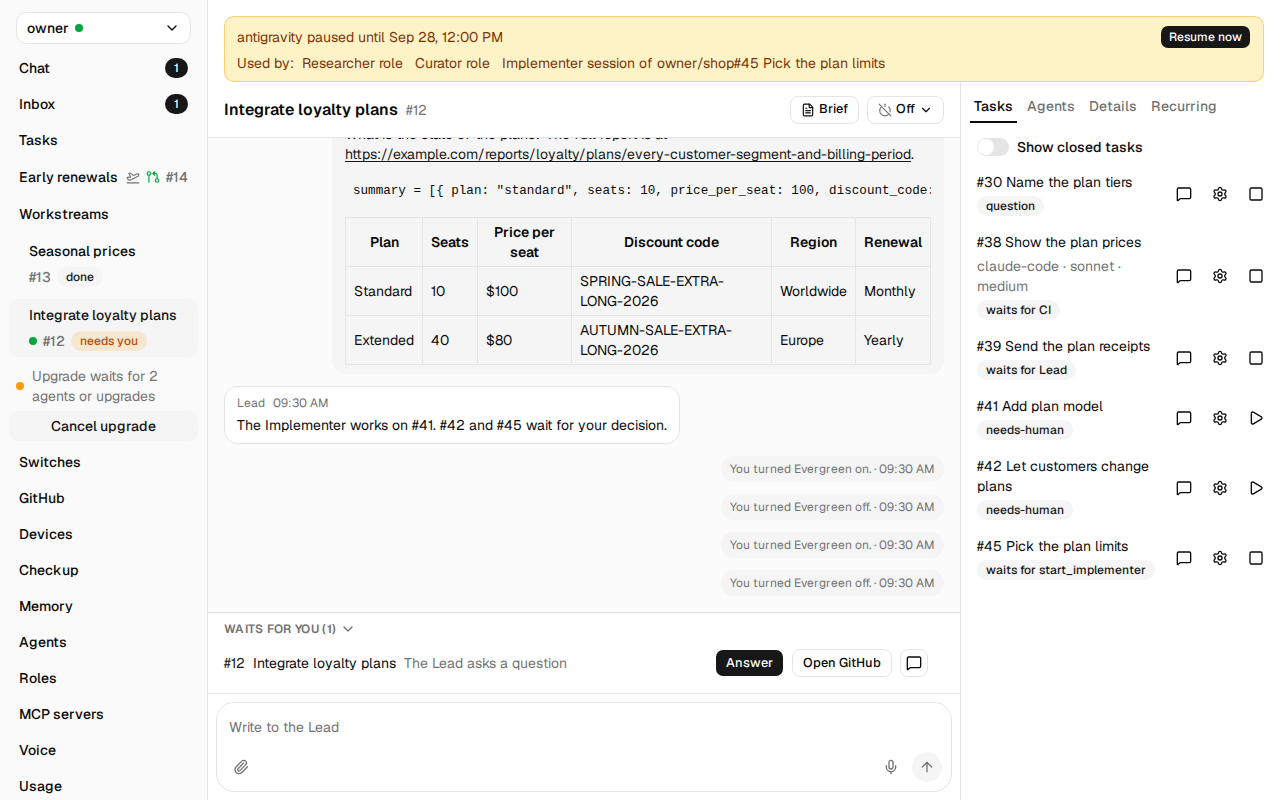 owner
Chat 1
Inbox 1
Tasks
Early renewals #14
Workstreams
Seasonal prices
#13 done
Integrate loyalty plans
#12 needs you
Upgrade waits for 2
agents or upgrades
Cancel upgrade
Switches
GitHub
Devices
Checkup
Memory
Agents
Roles
MCP servers
Voice
Usage
antigravity paused until Sep 28, 12:00 PM
Resume now
Used by: Researcher role Curator role Implementer session of owner/shop#45 Pick the plan limits
Integrate loyalty plans #12
Brief
Off
https://example.com/reports/loyalty/plans/every-customer-segment-and-billing-period.
summary = [{ plan: "standard", seats: 10, price_per_seat: 100, discount_code:
Plan Seats Price per seat Discount code Region Renewal
Standard 10 $100 SPRING-SALE-EXTRA-LONG-2026 Worldwide Monthly
Extended 40 $80 AUTUMN-SALE-EXTRA-LONG-2026 Europe Yearly
Lead 09:30 AM
The Implementer works on #41. #42 and #45 wait for your decision.
You turned Evergreen on. · 09:30 AM
You turned Evergreen off. · 09:30 AM
You turned Evergreen on. · 09:30 AM
You turned Evergreen off. · 09:30 AM
WAITS FOR YOU (1)
#12 Integrate loyalty plans The Lead asks a question
Answer
Open GitHub
Write to the Lead
Tasks Agents Details Recurring
Show closed tasks
#30 Name the plan tiers
question
#38 Show the plan prices
claude-code · sonnet ·
medium
waits for CI
#39 Send the plan receipts
waits for Lead
#41 Add plan model
needs-human
#42 Let customers change
plans
needs-human
#45 Pick the plan limits
waits for start_implementer